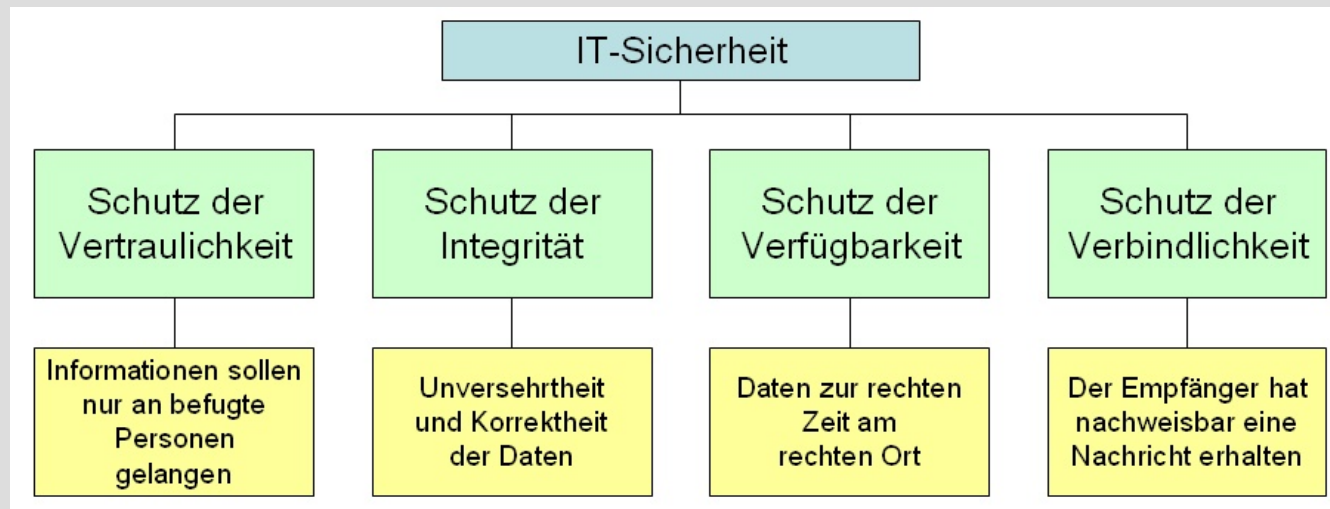 IT-Sicherheit
Schutz der
Vertraulichkeit
Schutz der
Integrität
Schutz der
Verfügbarkeit
Schutz der
Verbindlichkeit
Informationen sollen
nur an befugte
Personen
gelangen
Unversehrtheit
und Korrektheit
der Daten
Daten zur rechten
Zeit am
rechten Ort
Der Empfänger hat
nachweisbar eine
Nachricht erhalten